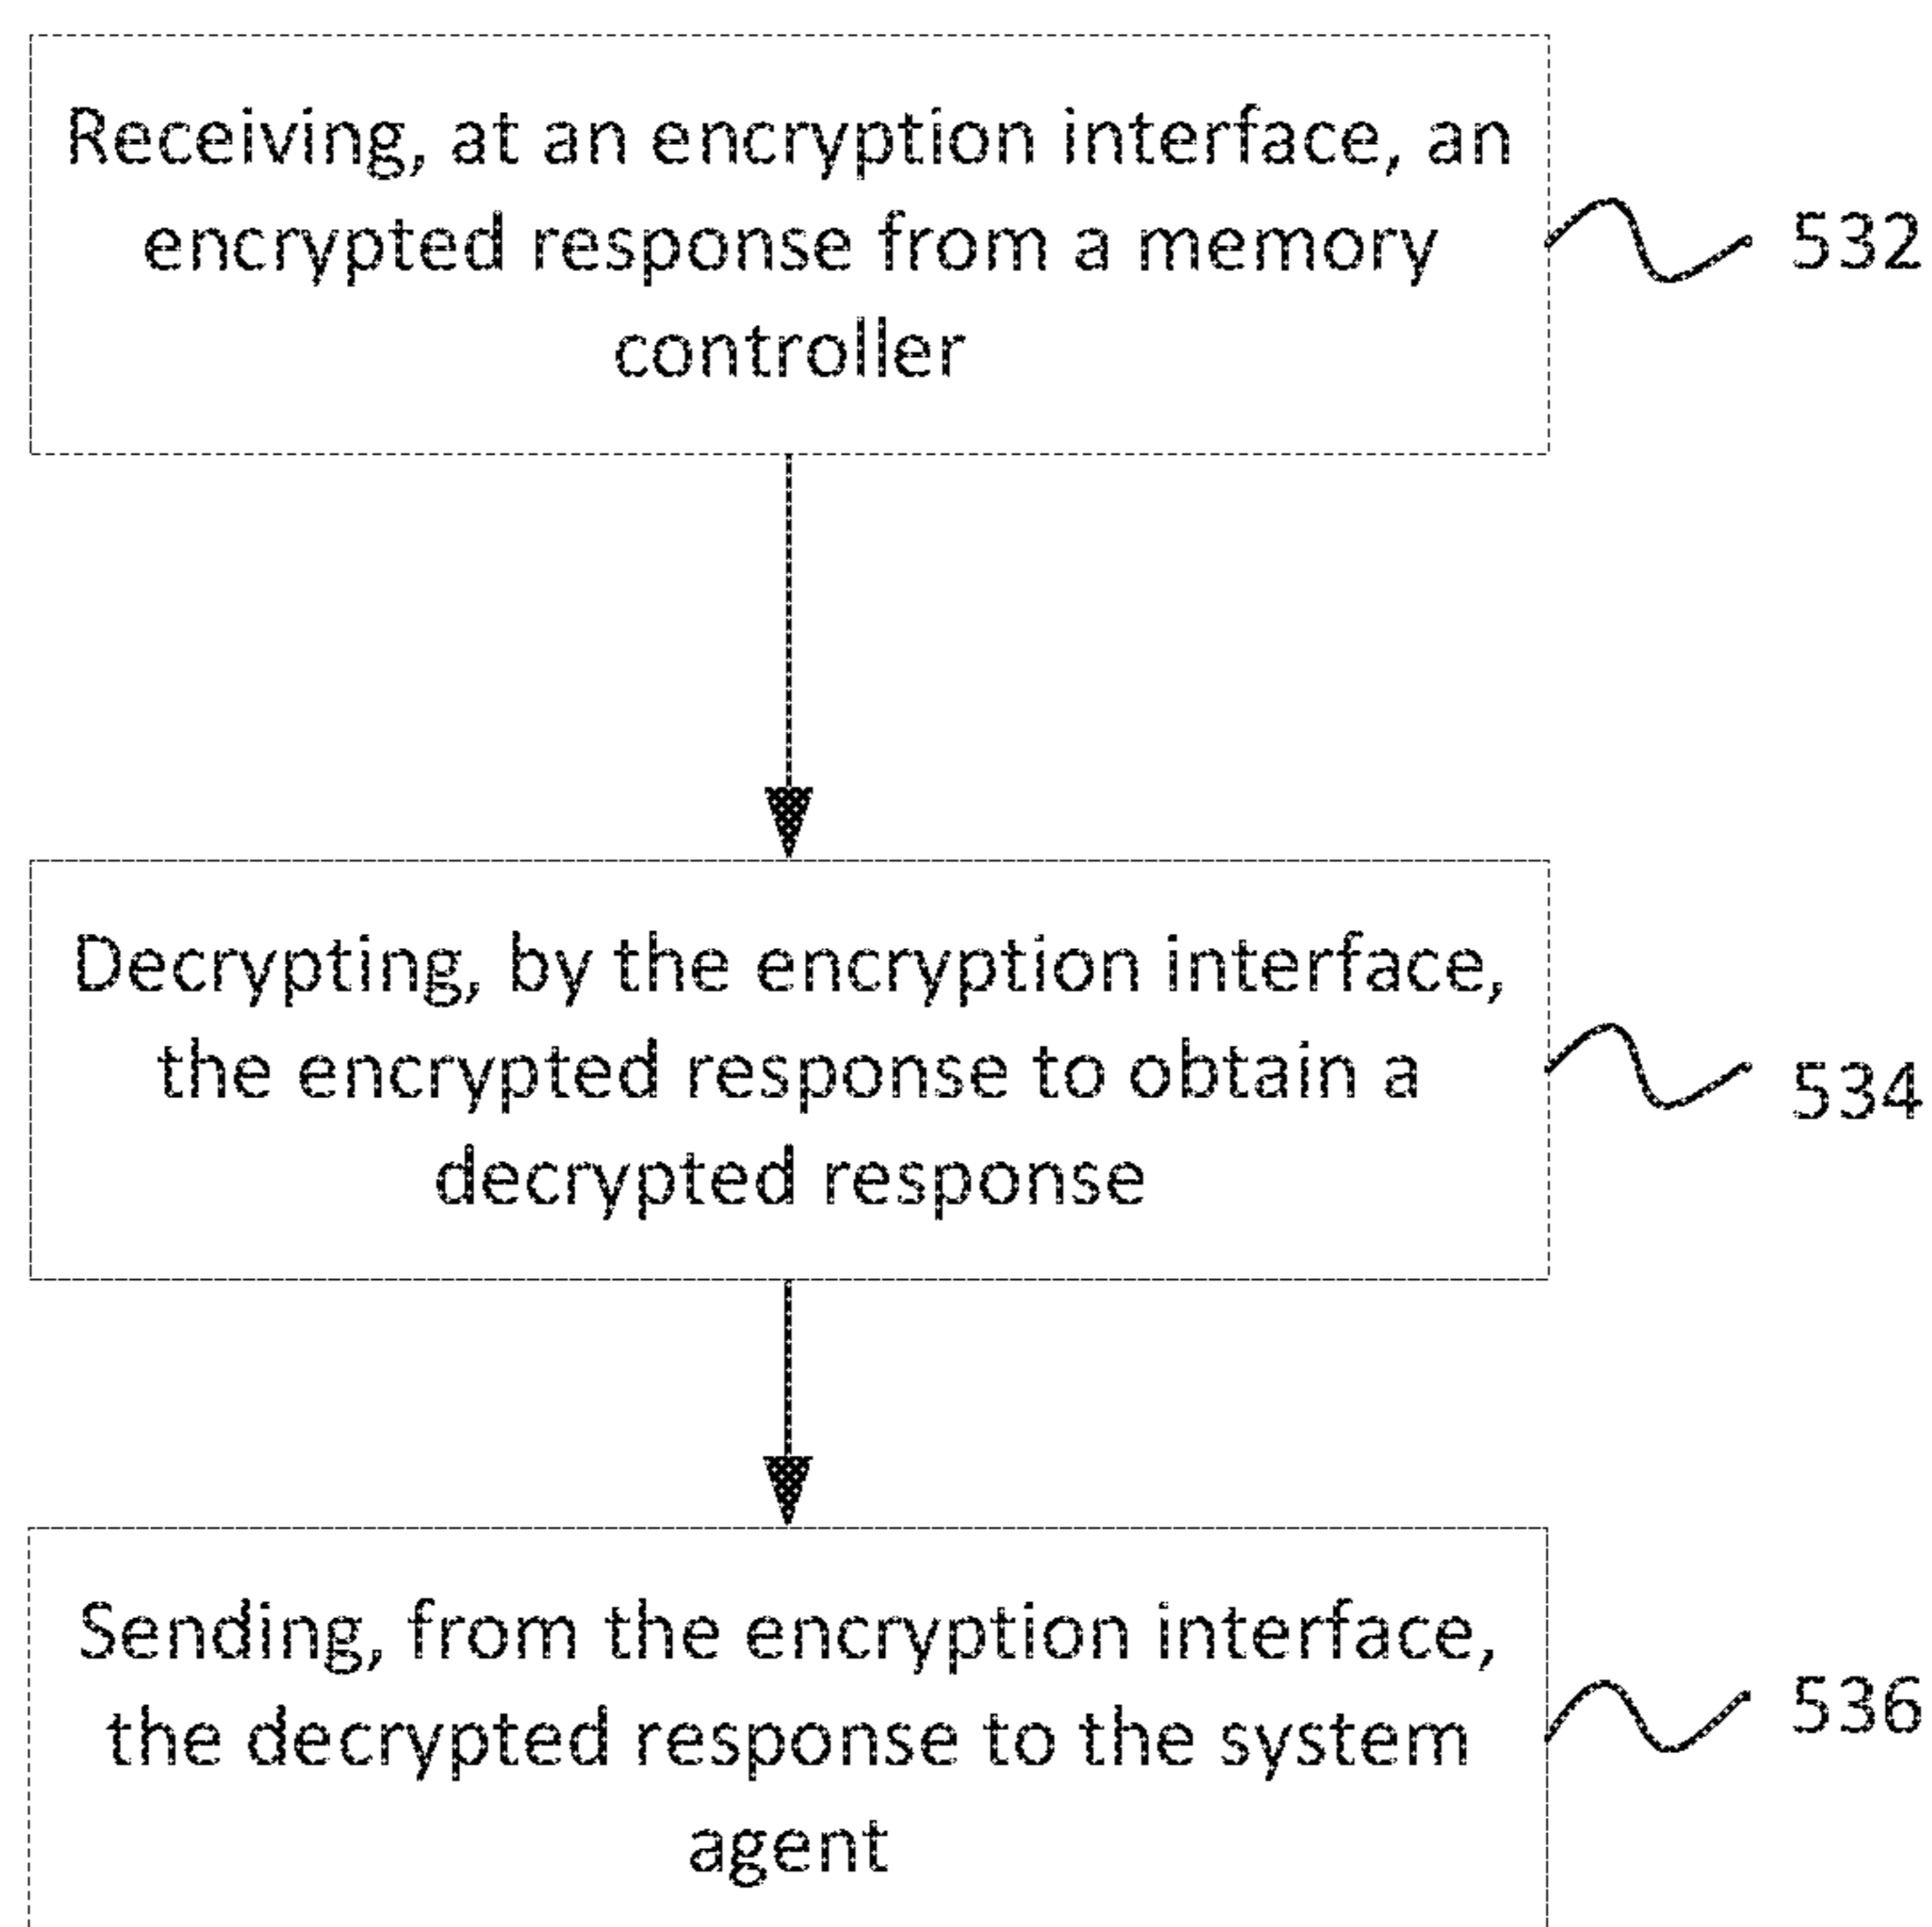 Receiving, at an encryption interface, an
encrypted response from a memory
controller
532
Decrypting, by the encryption interface,
the encrypted response to obtain a
decrypted response
534
Sending, from the encryption interface,
the decrypted response to the system
agent
536